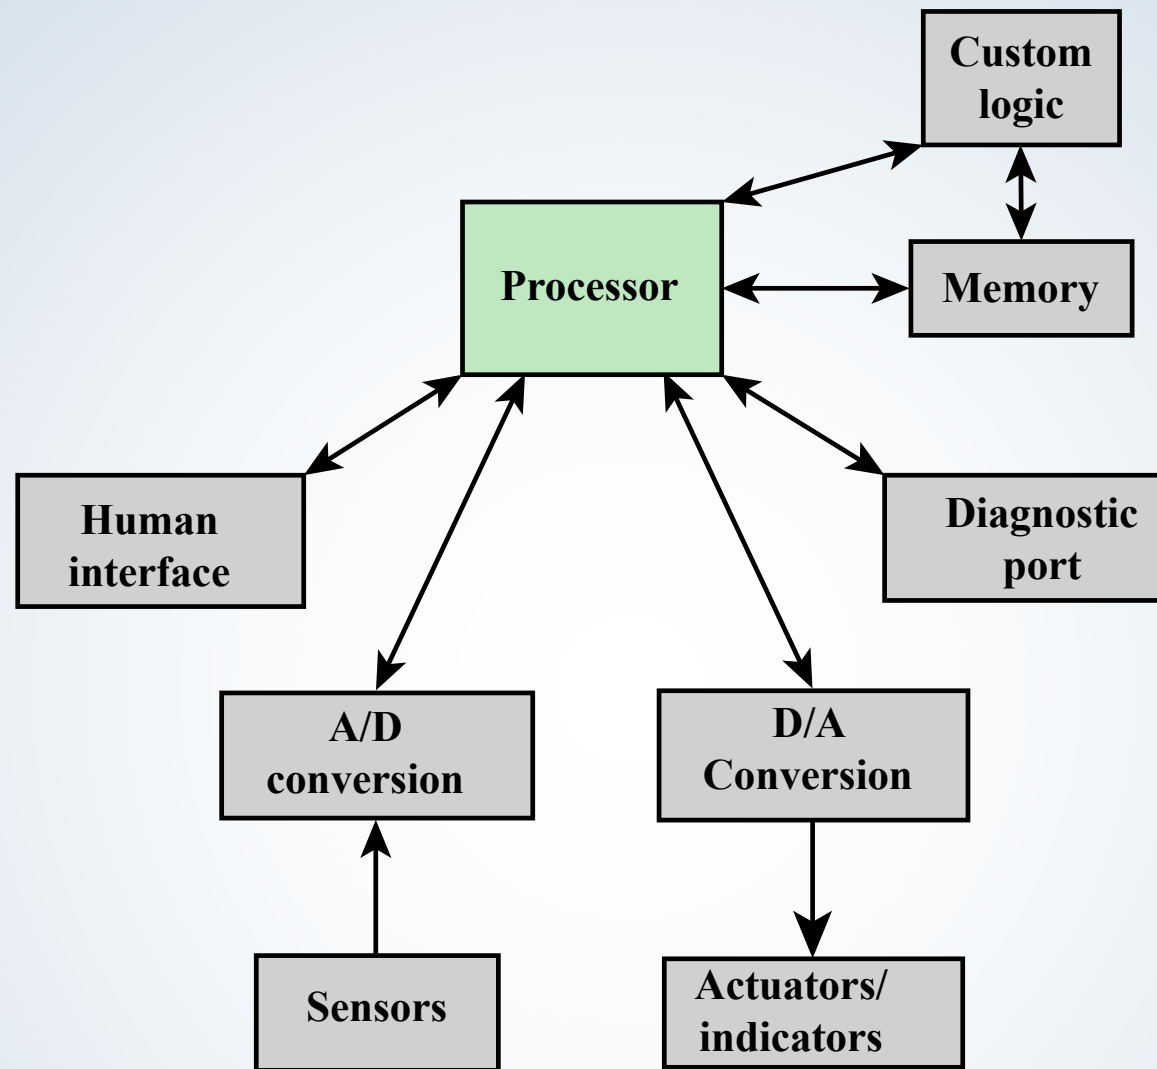 Custom
logic
Processor
Memory
Human
interface
Diagnostic
port
A/D
conversion
D/A
Conversion
Sensors
Actuators/
indicators